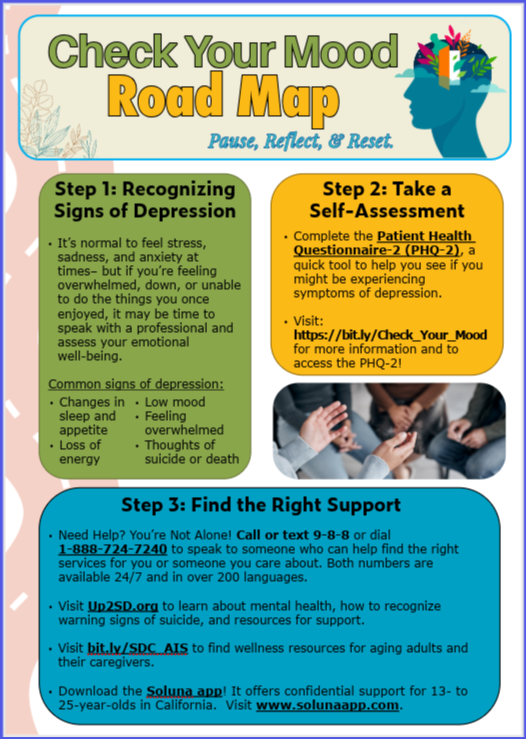 Check Your Mood
Road Map
Pause, Reflect, & Reset.
Step 1: Recognizing
Signs of Depression
• It's normal to feel stress,
sadness, and anxiety at
times– but if you're feeling
overwhelmed, down, or unable
to do the things you once
enjoyed, it may be time to
speak with a professional and
assess your emotional
well-being.
Common signs of depression:
• Changes in
sleep and
appetite
• Loss of
energy
• Low mood
• Feeling
overwhelmed
• Thoughts of
suicide or death
Step 2: Take a
Self-Assessment
• Complete the Patient Health
Questionnaire-2 (PHQ-2), a
quick tool to help you see if you
might be experiencing
symptoms of depression.
• Visit:
https://bit.ly/Check_Your_Mood
for more information and to
access the PHQ-2!
Step 3: Find the Right Support
• Need Help? You're Not Alone! Call or text 9-8-8 or dial
1-888-724-7240 to speak to someone who can help find the right
services for you or someone you care about. Both numbers are
available 24/7 and in over 200 languages.
• Visit Up2SD.org to learn about mental health, how to recognize
warning signs of suicide, and resources for support.
• Visit bit.ly/SDC_AIS to find wellness resources for aging adults and
their caregivers.
• Download the Soluna app! It offers confidential support for 13- to
25-year-olds in California. Visit www.solunaapp.com.